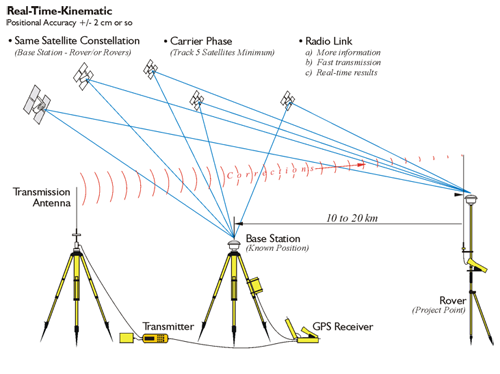 Real-Time-Kinematic
Positional Accuracy +/- 2 cm or so
• Same Satellite Constellation
(Base Station - Rover/or Rovers)
• Carrier Phase
(Track 5 Satellites Minimum)
• Radio Link
a) More information
b) Fast transmission
c) Real-time results
Corrections
Transmission
Antenna
10 to 20 km
Base Station
(Known Position)
Rover
(Project Point)
Transmitter
GPS Receiver